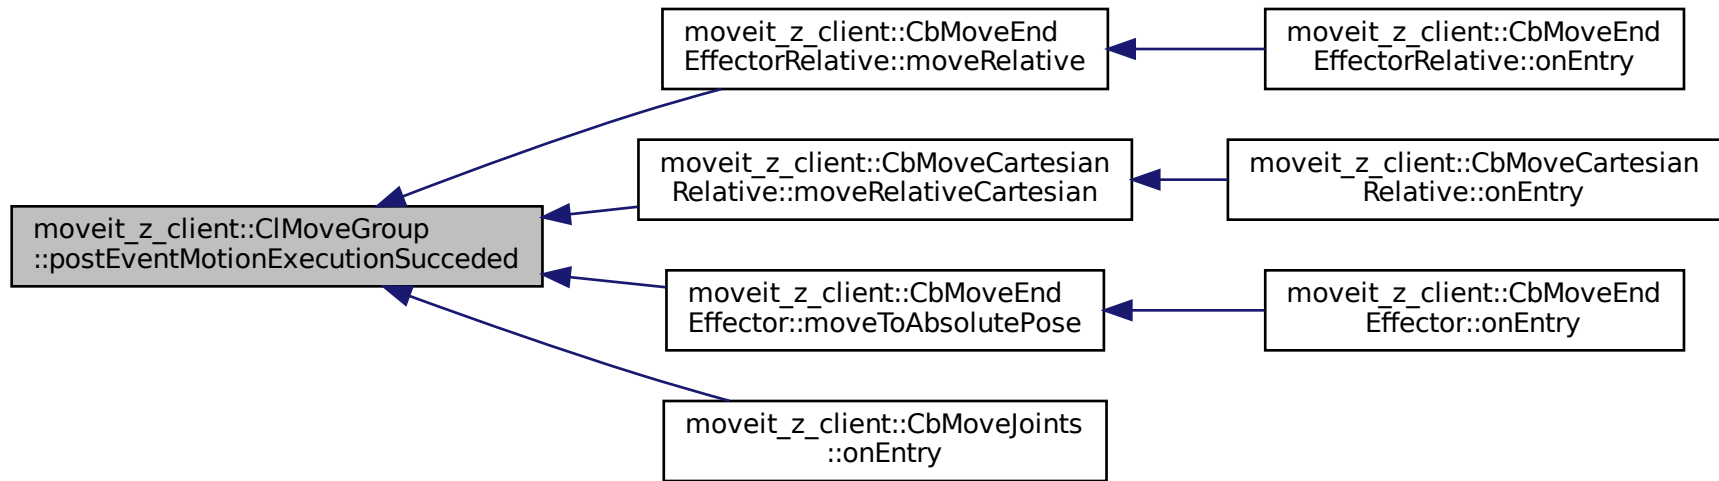 moveit_z_client::CbMoveEnd
EffectorRelative::moveRelative
moveit_z_client::CbMoveEnd
EffectorRelative::onEntry
moveit_z_client::CbMoveCartesian
Relative::moveRelativeCartesian
moveit_z_client::CbMoveCartesian
Relative::onEntry
moveit_z_client::ClMoveGroup
::postEventMotionExecutionSucceded
moveit_z_client::CbMoveEnd
Effector::moveToAbsolutePose
moveit_z_client::CbMoveEnd
Effector::onEntry
moveit_z_client::CbMoveJoints
::onEntry